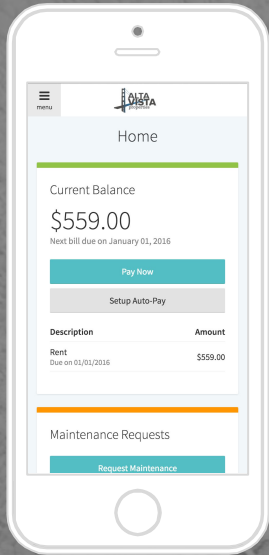 menu
ALTA
VISTA
properties
Home
Current Balance
$559.00
Next bill due on January 01, 2016
Pay Now
Setup Auto-Pay
Description Amount
Rent $559.00
Due on 01/01/2016
Maintenance Requests
Request Maintenance